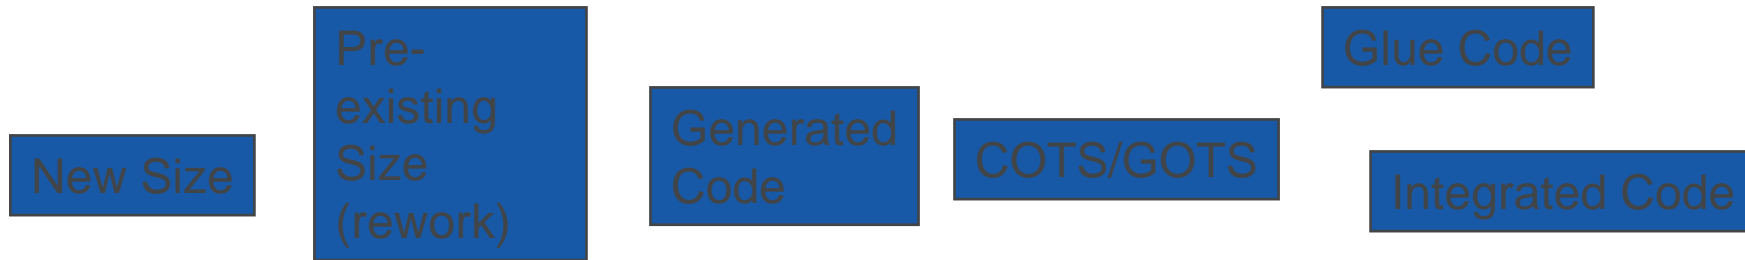 New Size
Pre-
existing
Size
(rework)
Generated
Code
COTS/GOTS
Glue Code
Integrated Code